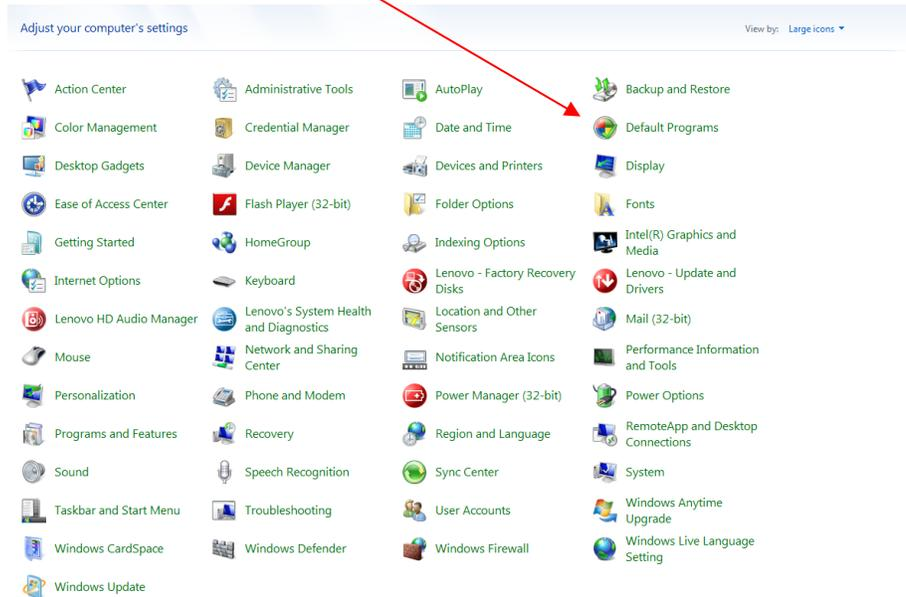 Adjust your computer's settings
View by: Large icons
Action Center
Administrative Tools
AutoPlay
Backup and Restore
Color Management
Credential Manager
Date and Time
Default Programs
Desktop Gadgets
Device Manager
Devices and Printers
Display
Ease of Access Center
Flash Player (32-bit)
Folder Options
Fonts
Getting Started
HomeGroup
Indexing Options
Intel(R) Graphics and
Media
Internet Options
Keyboard
Lenovo - Factory Recovery
Disks
Lenovo - Update and
Drivers
Lenovo HD Audio Manager
Lenovo's System Health
and Diagnostics
Location and Other
Sensors
Mail (32-bit)
Mouse
Network and Sharing
Center
Notification Area Icons
Performance Information
and Tools
Personalization
Phone and Modem
Power Manager (32-bit)
Power Options
Programs and Features
Recovery
Region and Language
RemoteApp and Desktop
Connections
Sound
Speech Recognition
Sync Center
System
Taskbar and Start Menu
Troubleshooting
User Accounts
Windows Anytime
Upgrade
Windows CardSpace
Windows Defender
Windows Firewall
Windows Live Language
Setting
Windows Update